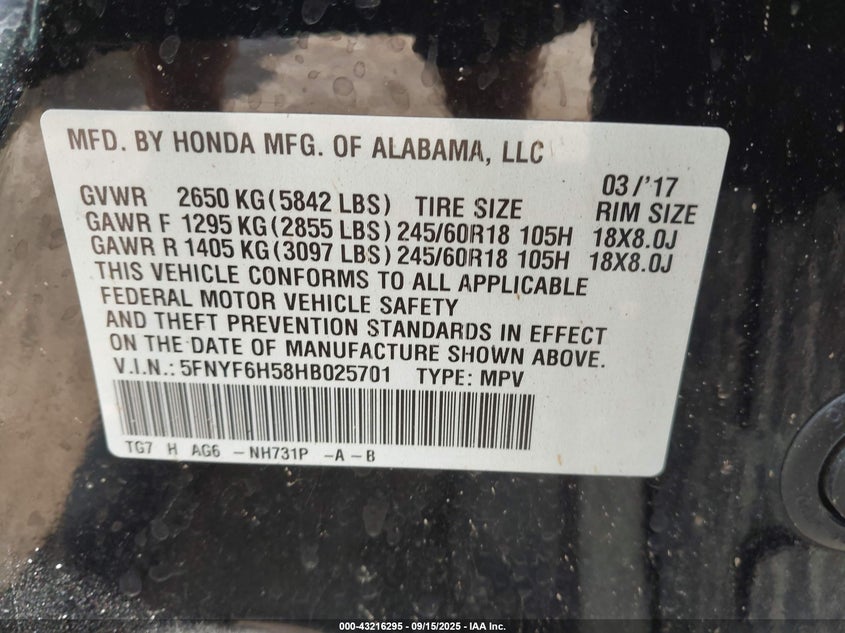 MFD. BY HONDA MFG. OF ALABAMA, LLC
03/'17
GVWR 2650 KG(5842 LBS) TIRE SIZE RIM SIZE
GAWR F 1295 KG(2855 LBS) 245/60R18 105H 18X8.0J
GAWR R 1405 KG(3097 LBS) 245/60R18 105H 18X8.0J
THIS VEHICLE CONFORMS TO ALL APPLICABLE
FEDERAL MOTOR VEHICLE SAFETY
AND THEFT PREVENTION STANDARDS IN EFFECT
ON THE DATE OF MANUFACTURE SHOWN ABOVE.
V.I.N.: 5FNYF6H58HB025701 TYPE: MPV
TG7 H AG6 - NH731P - A - B
000-43216295 - 09/15/2025 - IAA Inc.